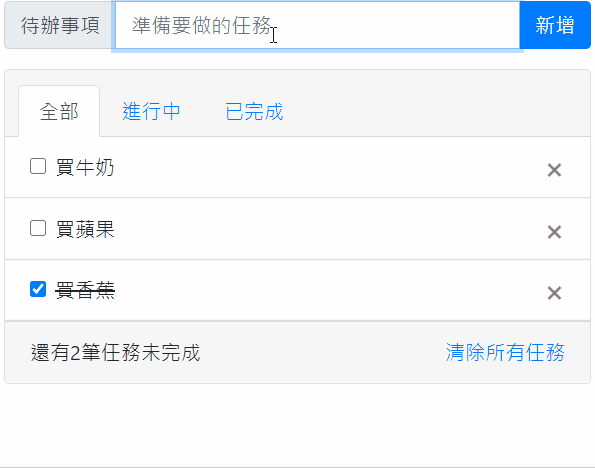 待辦事項 準備要做的任務 新增
全部 進行中 已完成
買牛奶
買蘋果
買香蕉
還有2筆任務未完成 清除所有任務